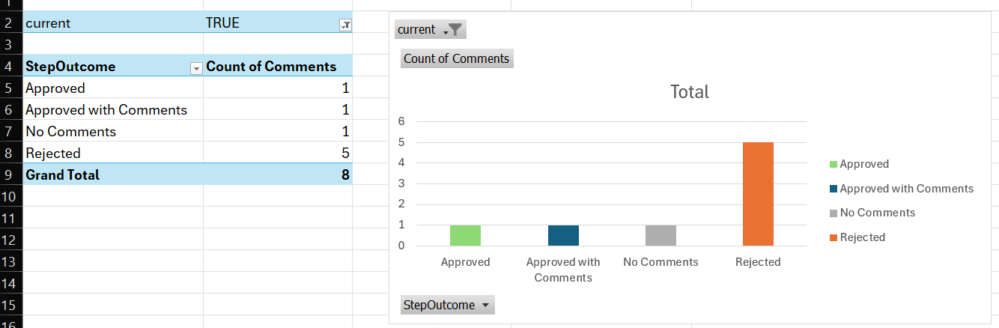 2 current TRUE
3
4 StepOutcome Count of Comments
5 Approved 1
6 Approved with Comments 1
7 No Comments 1
8 Rejected 5
9 Grand Total 8
10
11
12
13
14
15
16
current
Count of Comments
Total
6
5
4
3
2
1
0
Approved
Approved with
Comments
No Comments
Rejected
Approved
Approved with Comments
No Comments
Rejected
StepOutcome